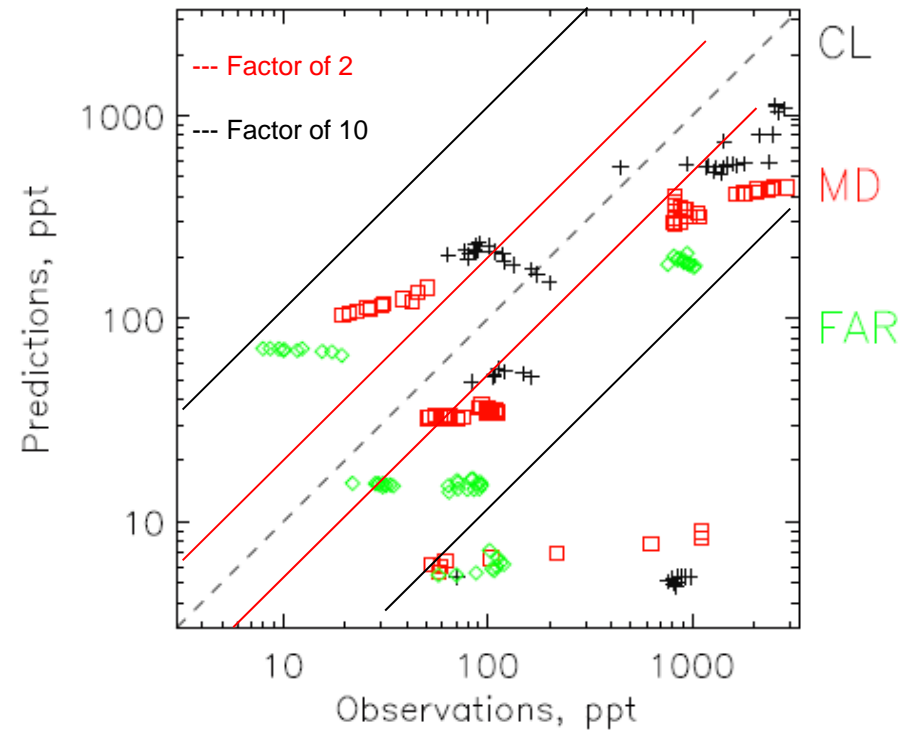 --- Factor of 2
--- Factor of 10
CL
MD
FAR
1000
100
10
Predictions, ppt
10 100 1000
Observations, ppt